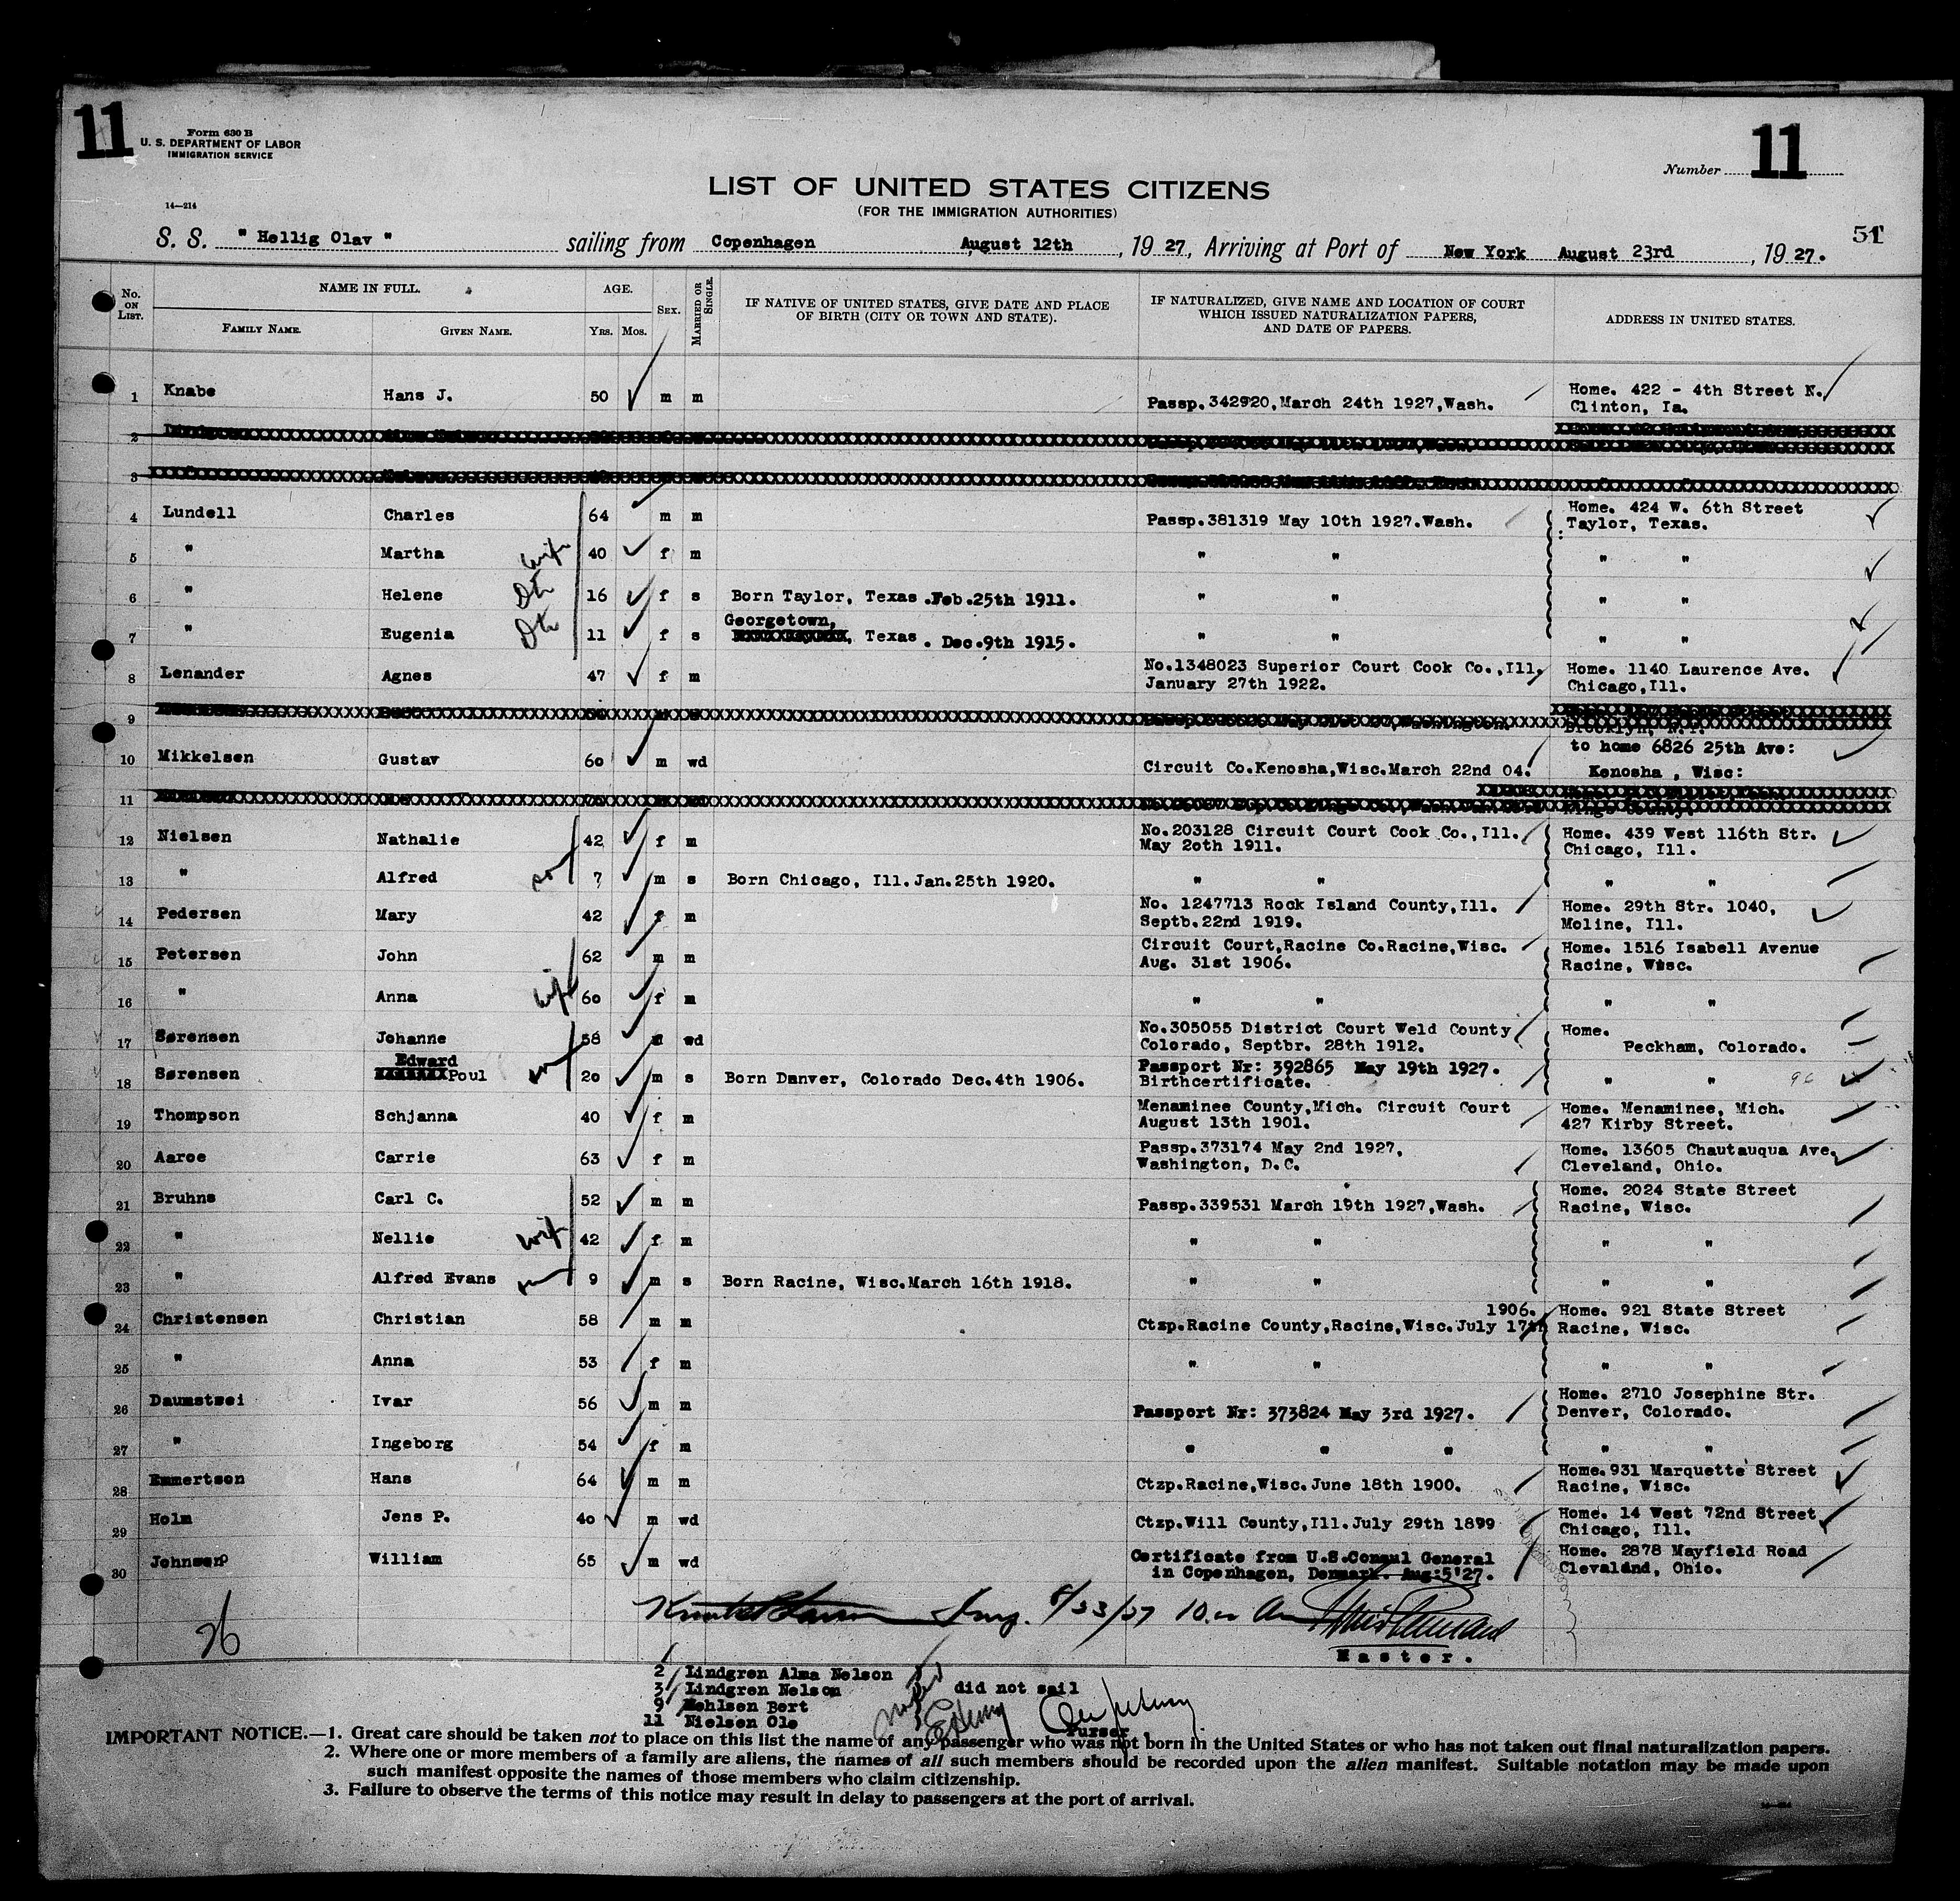 11
Form 630 B
U. S. DEPARTMENT OF LABOR
IMMIGRATION SERVICE
Number 11
14—214
LIST OF UNITED STATES CITIZENS
(FOR THE IMMIGRATION AUTHORITIES)
51
S. S. " Hellig Olav " sailing from Copenhagen , August 12th , 19 27, Arriving at Port of New York August 23rd , 19 27.
No. ON LIST. NAME IN FULL. FAMILY NAME. GIVEN NAME. AGE. YRS. MOS. SEX. MARRIED OR SINGLE. IF NATIVE OF UNITED STATES, GIVE DATE AND PLACE OF BIRTH (CITY OR TOWN AND STATE). IF NATURALIZED, GIVE NAME AND LOCATION OF COURT WHICH ISSUED NATURALIZATION PAPERS, AND DATE OF PAPERS. ADDRESS IN UNITED STATES.
1 Knabe Hans J. 50 m m Passp.342920,March 24th 1927,Wash. Home. 422 - 4th Street N. Clinton, Ia.
2
3
4 Lundell Charles 64 m m Passp.381319 May 10th 1927.Wash. Home. 424 W. 6th Street Taylor, Texas.
5 " Martha wife 40 f m " " " "
6 " Helene Dtr 16 f s Born Taylor, Texas .Feb.25th 1911. " " " "
7 " Eugenia Dtr 11 f s Georgetown, Texas . Dec.9th 1915. " " " "
8 Lenander Agnes 47 f m No.1348023 Superior Court Cook Co.,Ill, January 27th 1922. Home. 1140 Laurence Ave. Chicago,Ill.
9 Brooklyn, N.Y.
10 Mikkelsen Gustav 60 m wd Circuit Co.Kenosha,Wisc.March 22nd 04. to home 6826 25th Ave: Kenosha , Wisc:
11 Kings County.
12 Nielsen Nathalie 42 f m No.203128 Circuit Court Cook Co.,Ill. May 2oth 1911. Home. 439 West 116th Str. Chicago, Ill.
13 " Alfred son 7 m s Born Chicago, Ill.Jan.25th 1920. " " " "
14 Pedersen Mary 42 f m No. 1247713 Rock Island County,Ill. Septb.22nd 1919. Home. 29th Str. 1040, Moline, Ill.
15 Petersen John 62 m m Circuit Court,Racine Co.Racine,Wisc. Aug. 31st 1906. Home. 1516 Isabell Avenue Racine, Wisc.
16 " Anna wife 60 f m " " " "
17 Sørensen Johanne 58 f wd No.305055 District Court Weld County Colorado, Septbr. 28th 1912. Home. Peckham, Colorado.
18 Sørensen Edward Poul son 20 m s Born Danver, Colorado Dec.4th 1906. Passport Nr: 392865 May 19th 1927. Birthcertificate. " "
19 Thompson Schjanna 40 f m Menaminee County,Mich. Circuit Court August 13th 1901. Home. Menaminee, Mich. 427 Kirby Street.
20 Aaroe Carrie 63 f m Passp.373174 May 2nd 1927, Washington, D.C. Home. 13605 Chautauqua Ave, Cleveland, Ohio.
21 Bruhns Carl C. 52 m m Passp.339531 March 19th 1927,Wash. Home. 2024 State Street Racine, Wisc.
22 " Nellie wife 42 f m " " " "
23 " Alfred Evans son 9 m s Born Racine, Wisc.March 16th 1918. " " " "
24 Christensen Christian 58 m m Ctzp.Racine County,Racine,Wisc.July 17th 1906. Home. 921 State Street Racine, Wisc.
25 " Anna 53 f m " " " "
26 Daumstøei Ivar 56 m m Passport Nr: 373824 May 3rd 1927. Home. 2710 Josephine Str. Denver, Colorado.
27 " Ingeborg 54 f m " " " " "
28 Emmertsen Hans 64 m m Ctzp.Racine,Wisc.June 18th 1900. Home.931 Marquette Street Racine, Wisc.
29 Holm Jens P. 40 m wd Ctzp.Will County,Ill.July 29th 1899 Home. 14 West 72nd Street Chicago, Ill.
30 Johnsen William 65 m wd Certificate from U.S.Consul General in Copenhagen, Denmark. Aug:5'27. Home. 2878 Mayfield Road Clevaland, Ohio.
26
8/23/27 10.00 Am
Master.
2 Lindgren Alma Nelson
3 Lindgren Nelson did not sail
9 Mehlsen Bert
11 Nielsen Ole
Purser
IMPORTANT NOTICE.—1. Great care should be taken not to place on this list the name of any passenger who was not born in the United States or who has not taken out final naturalization papers.
2. Where one or more members of a family are aliens, the names of all such members should be recorded upon the alien manifest. Suitable notation may be made upon
such manifest opposite the names of those members who claim citizenship.
3. Failure to observe the terms of this notice may result in delay to passengers at the port of arrival.